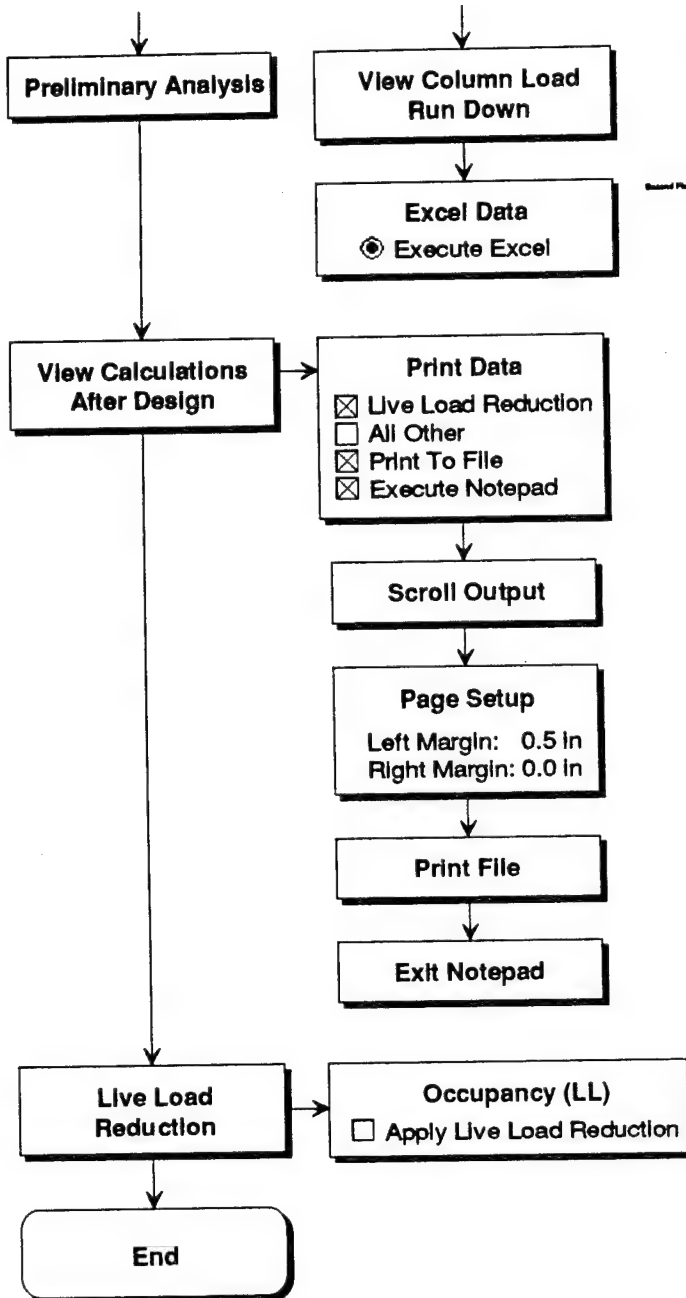 Preliminary Analysis
View Column Load
Run Down
Excel Data
Execute Excel
View Calculations
After Design
Print Data
Live Load Reduction
All Other
Print To File
Execute Notepad
Scroll Output
Page Setup
Left Margin: 0.5 in
Right Margin: 0.0 in
Print File
Exit Notepad
Live Load
Reduction
Occupancy (LL)
Apply Live Load Reduction
End